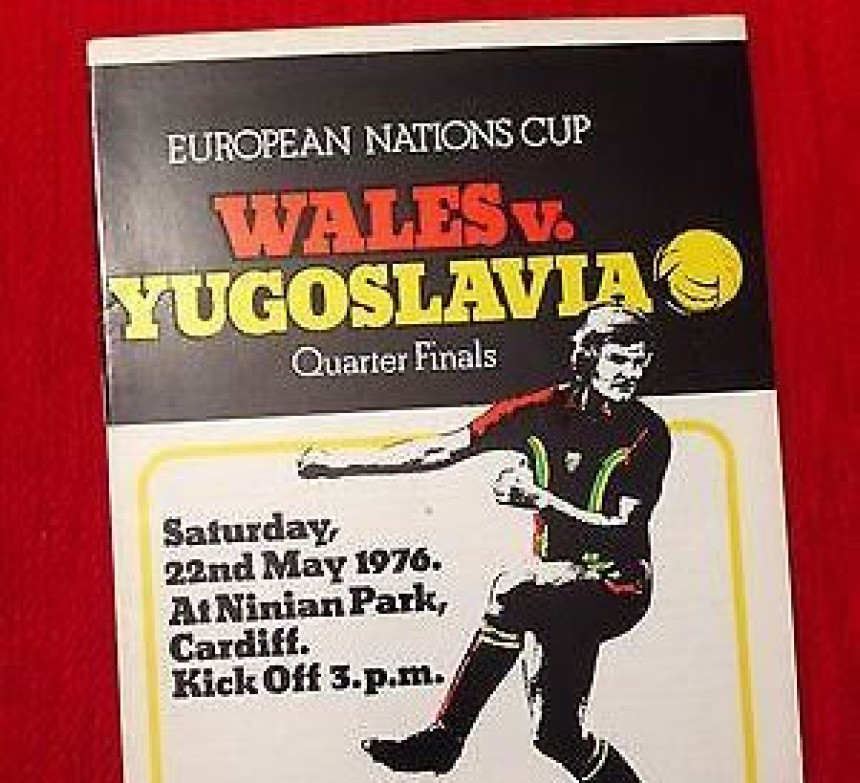 EUROPEAN NATIONS CUP
WALES v.
YUGOSLAVIA
Quarter Finals
Saturday,
22nd May 1976.
At Ninian Park,
Cardiff.
Kick Off 3.p.m.